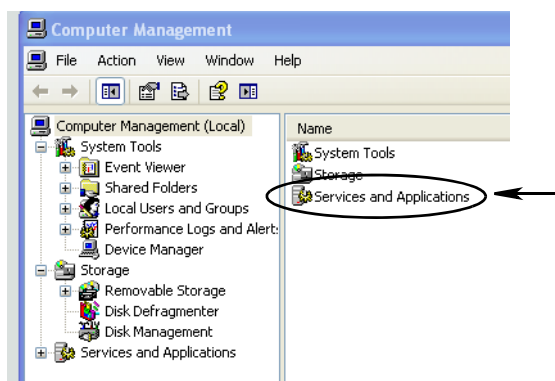 Computer Management
File Action View Window Help
Computer Management (Local)
System Tools
Event Viewer
Shared Folders
Local Users and Groups
Performance Logs and Alert
Device Manager
Storage
Removable Storage
Disk Defragmenter
Disk Management
Services and Applications
Name
System Tools
Storage
Services and Applications